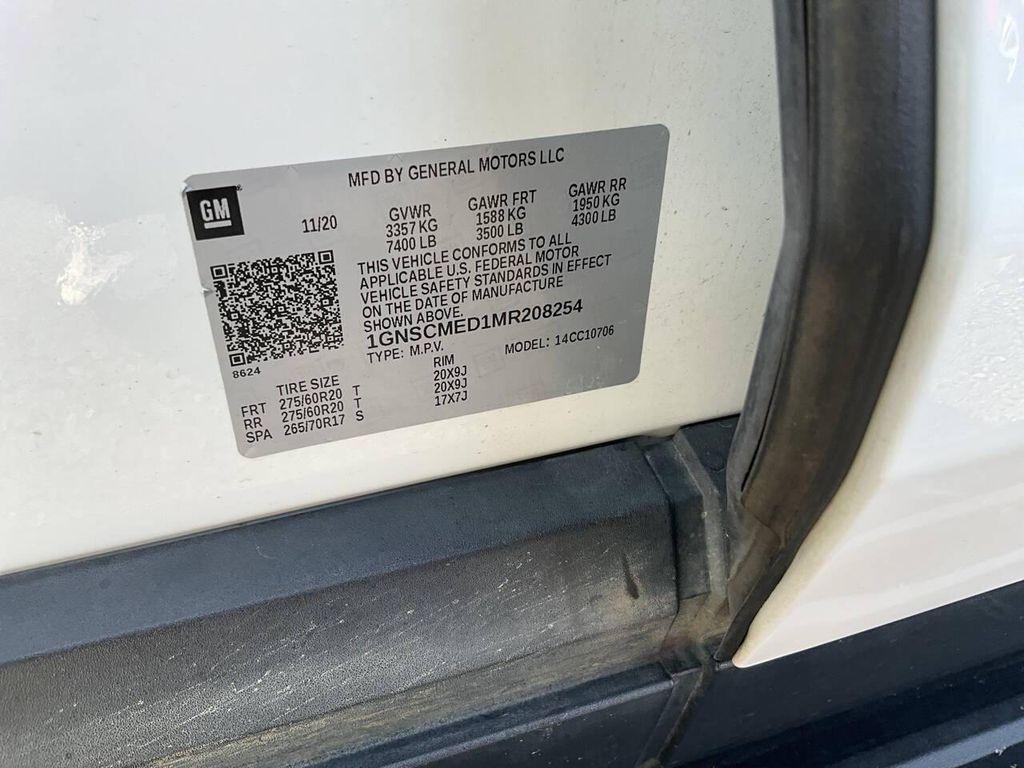 MFD BY GENERAL MOTORS LLC
GM
11/20
GVWR GAWR FRT GAWR RR
3357 KG 1588 KG 1950 KG
7400 LB 3500 LB 4300 LB
THIS VEHICLE CONFORMS TO ALL
APPLICABLE U.S. FEDERAL MOTOR
VEHICLE SAFETY STANDARDS IN EFFECT
ON THE DATE OF MANUFACTURE
SHOWN ABOVE.
1GNSCMED1MR208254
TYPE: M.P.V. MODEL: 14CC10706
8624
TIRE SIZE RIM
FRT 275/60R20 T 20X9J
RR 275/60R20 T 20X9J
SPA 265/70R17 S 17X7J